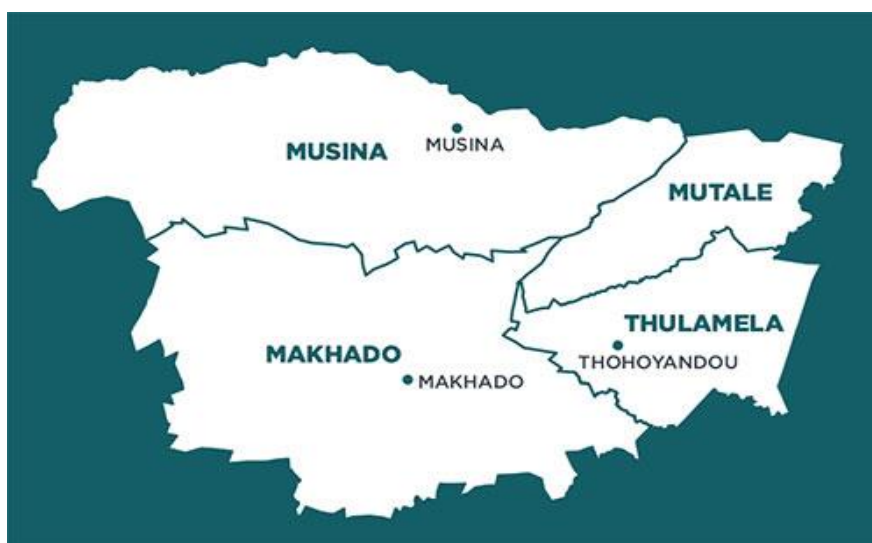 MUSINA
MUSINA
MUTALE
THULAMELA
THOHOYANDOU
MAKHADO
MAKHADO